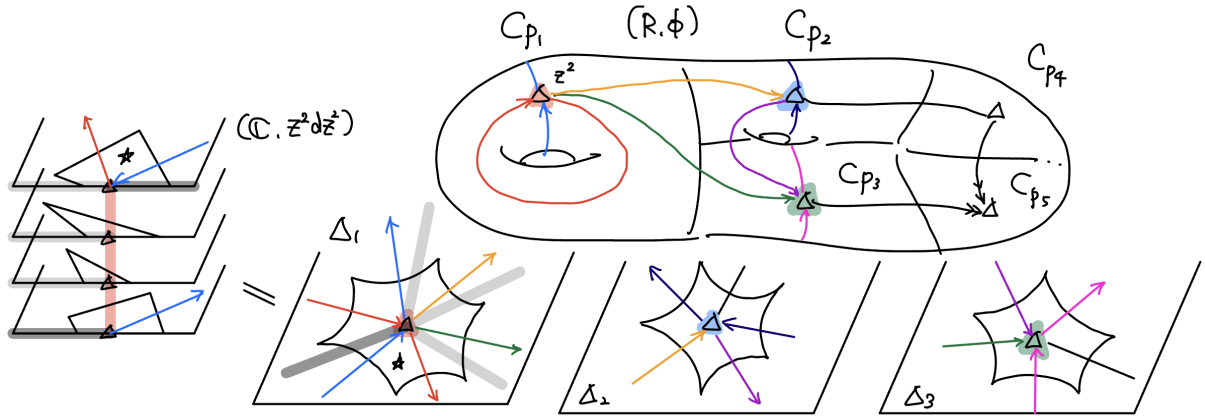 C_{p_1} (R, φ) C_{p_2}
C_{p_4}
z²
(ℂ, z²dz²)
C_{p_3} C_{p_5}
Δ_1
=
Δ_2 Δ_3